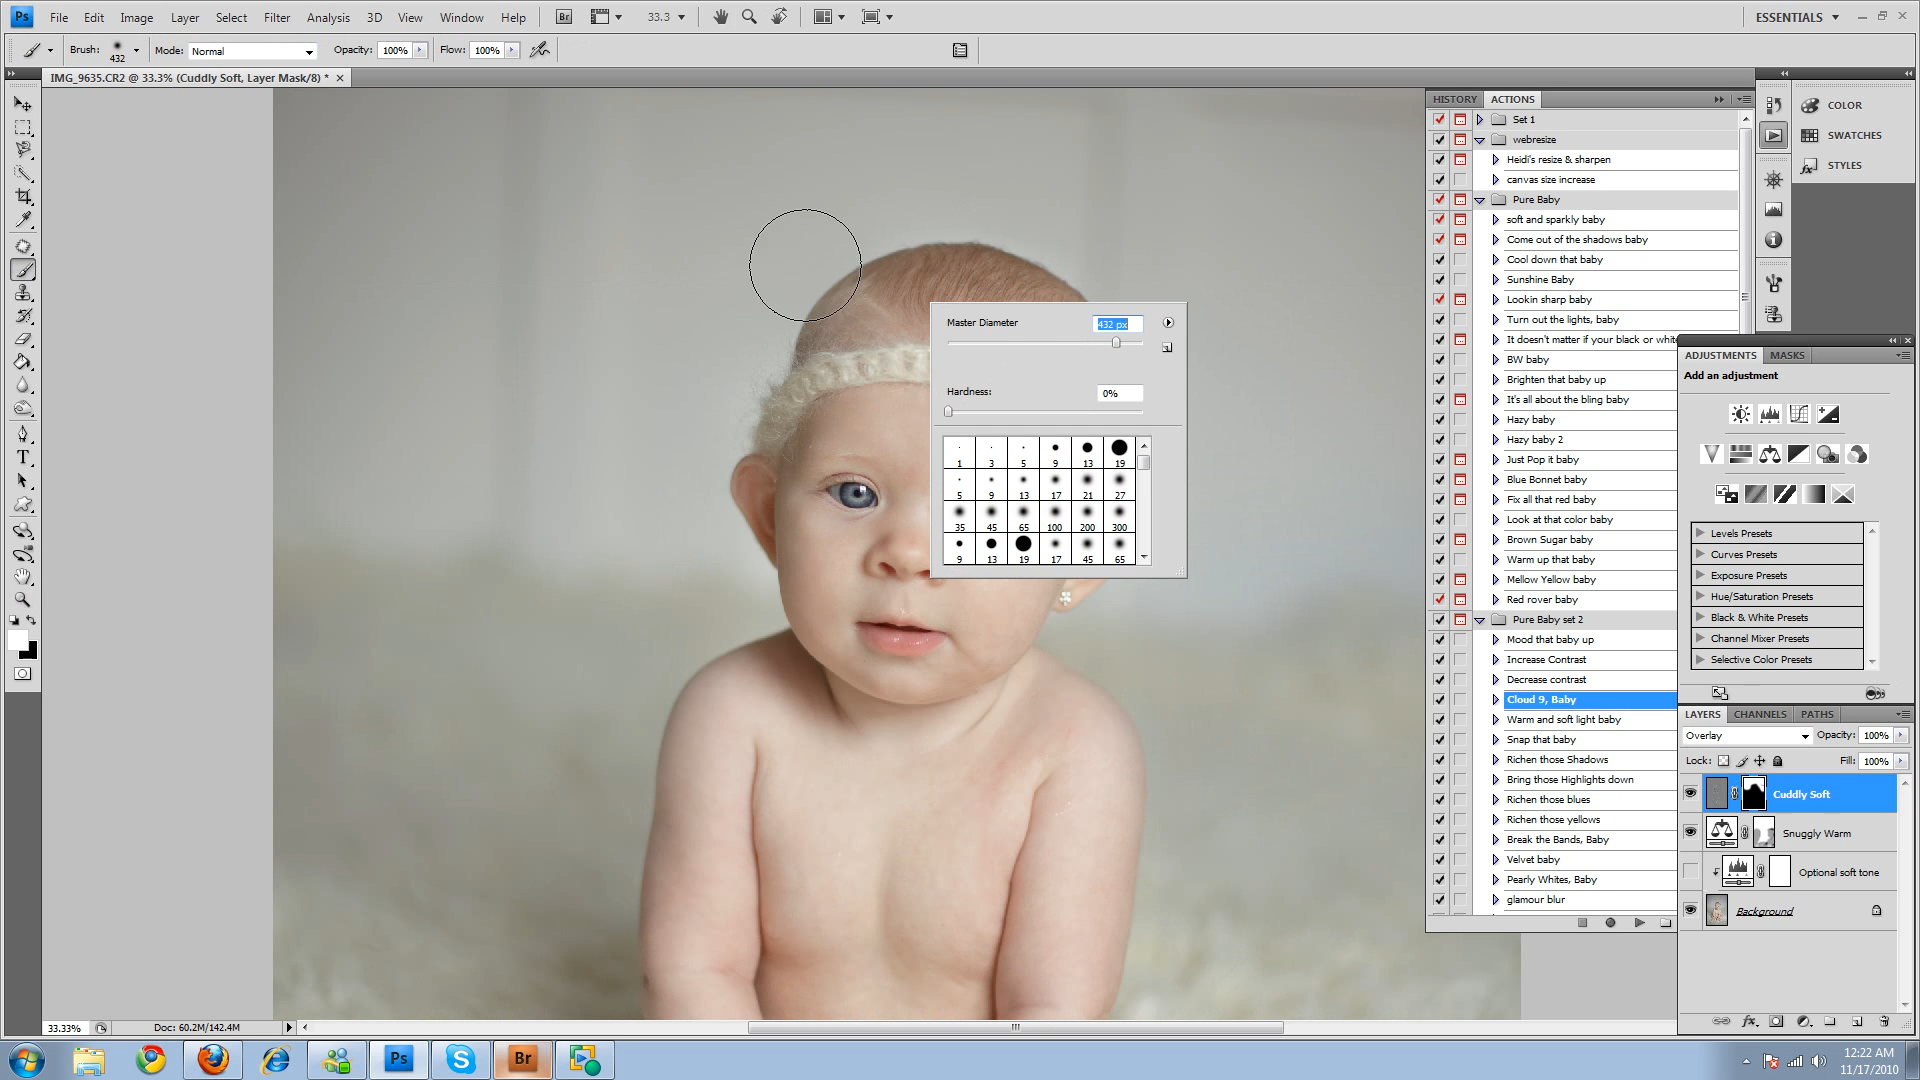 Ps File Edit Image Layer Select Filter Analysis 3D View Window Help Br 33.3 ESSENTIALS
Brush: 432 Mode: Normal Opacity: 100% Flow: 100%
IMG_9635.CR2 @ 33.3% (Cuddly Soft, Layer Mask/8) *
HISTORY ACTIONS
Set 1
webresize
Heidi's resize & sharpen
canvas size increase
Pure Baby
soft and sparkly baby
Come out of the shadows baby
Cool down that baby
Sunshine Baby
Lookin sharp baby
Turn out the lights, baby
It doesn't matter if your black or white
BW baby
Brighten that baby up
It's all about the bling baby
Hazy baby
Hazy baby 2
Just Pop it baby
Blue Bonnet baby
Fix all that red baby
Look at that color baby
Brown Sugar baby
Warm up that baby
Mellow Yellow baby
Red rover baby
Pure Baby set 2
Mood that baby up
Increase Contrast
Decrease contrast
Cloud 9, Baby
Warm and soft light baby
Snap that baby
Richen those Shadows
Bring those Highlights down
Richen those blues
Richen those yellows
Break the Bands, Baby
Velvet baby
Pearly Whites, Baby
glamour blur
COLOR
SWATCHES
STYLES
Master Diameter 432 px
Hardness: 0%
1 3 5 9 13 19
5 9 13 17 21 27
35 45 65 100 200 300
9 13 19 17 45 65
ADJUSTMENTS MASKS
Add an adjustment
Levels Presets
Curves Presets
Exposure Presets
Hue/Saturation Presets
Black & White Presets
Channel Mixer Presets
Selective Color Presets
LAYERS CHANNELS PATHS
Overlay Opacity: 100%
Lock: Fill: 100%
Cuddly Soft
Snuggly Warm
Optional soft tone
Background
fx
33.33% Doc: 60.2M/142.4M
Ps S Br
12:22 AM
11/17/2010